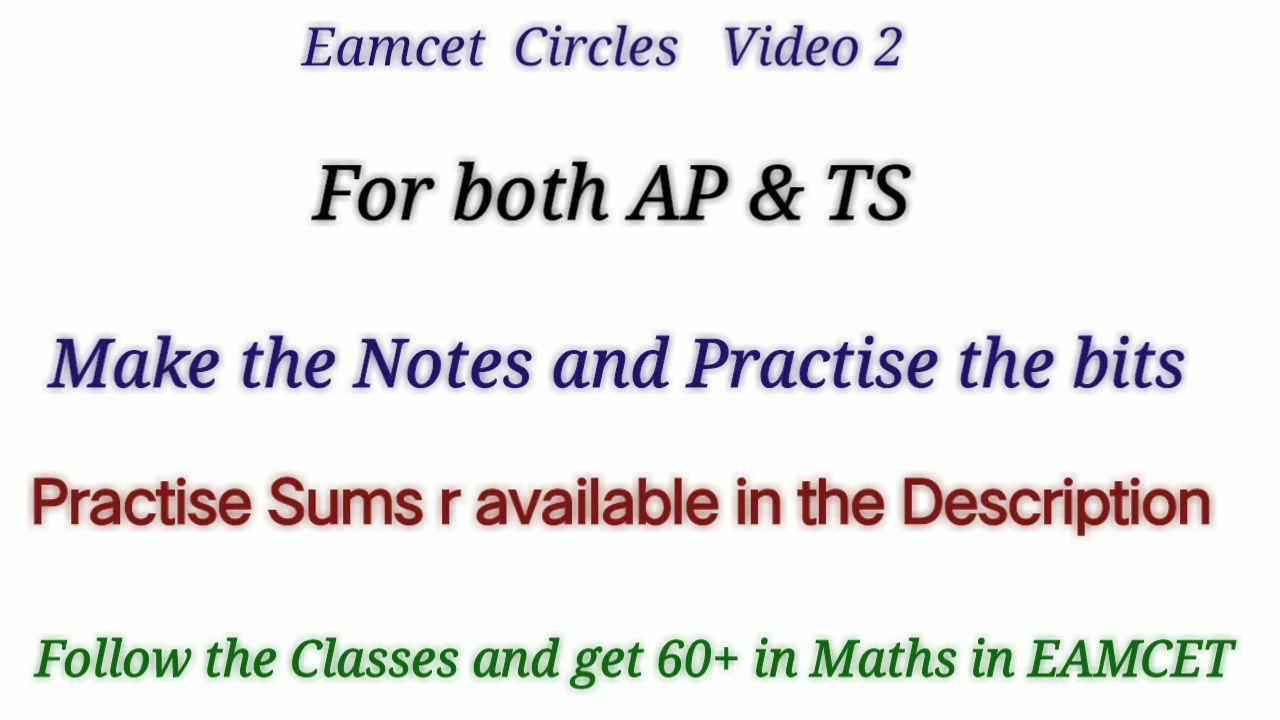 Eamcet Circles Video 2
For both AP & TS
Make the Notes and Practise the bits
Practise Sums r available in the Description
Follow the Classes and get 60+ in Maths in EAMCET